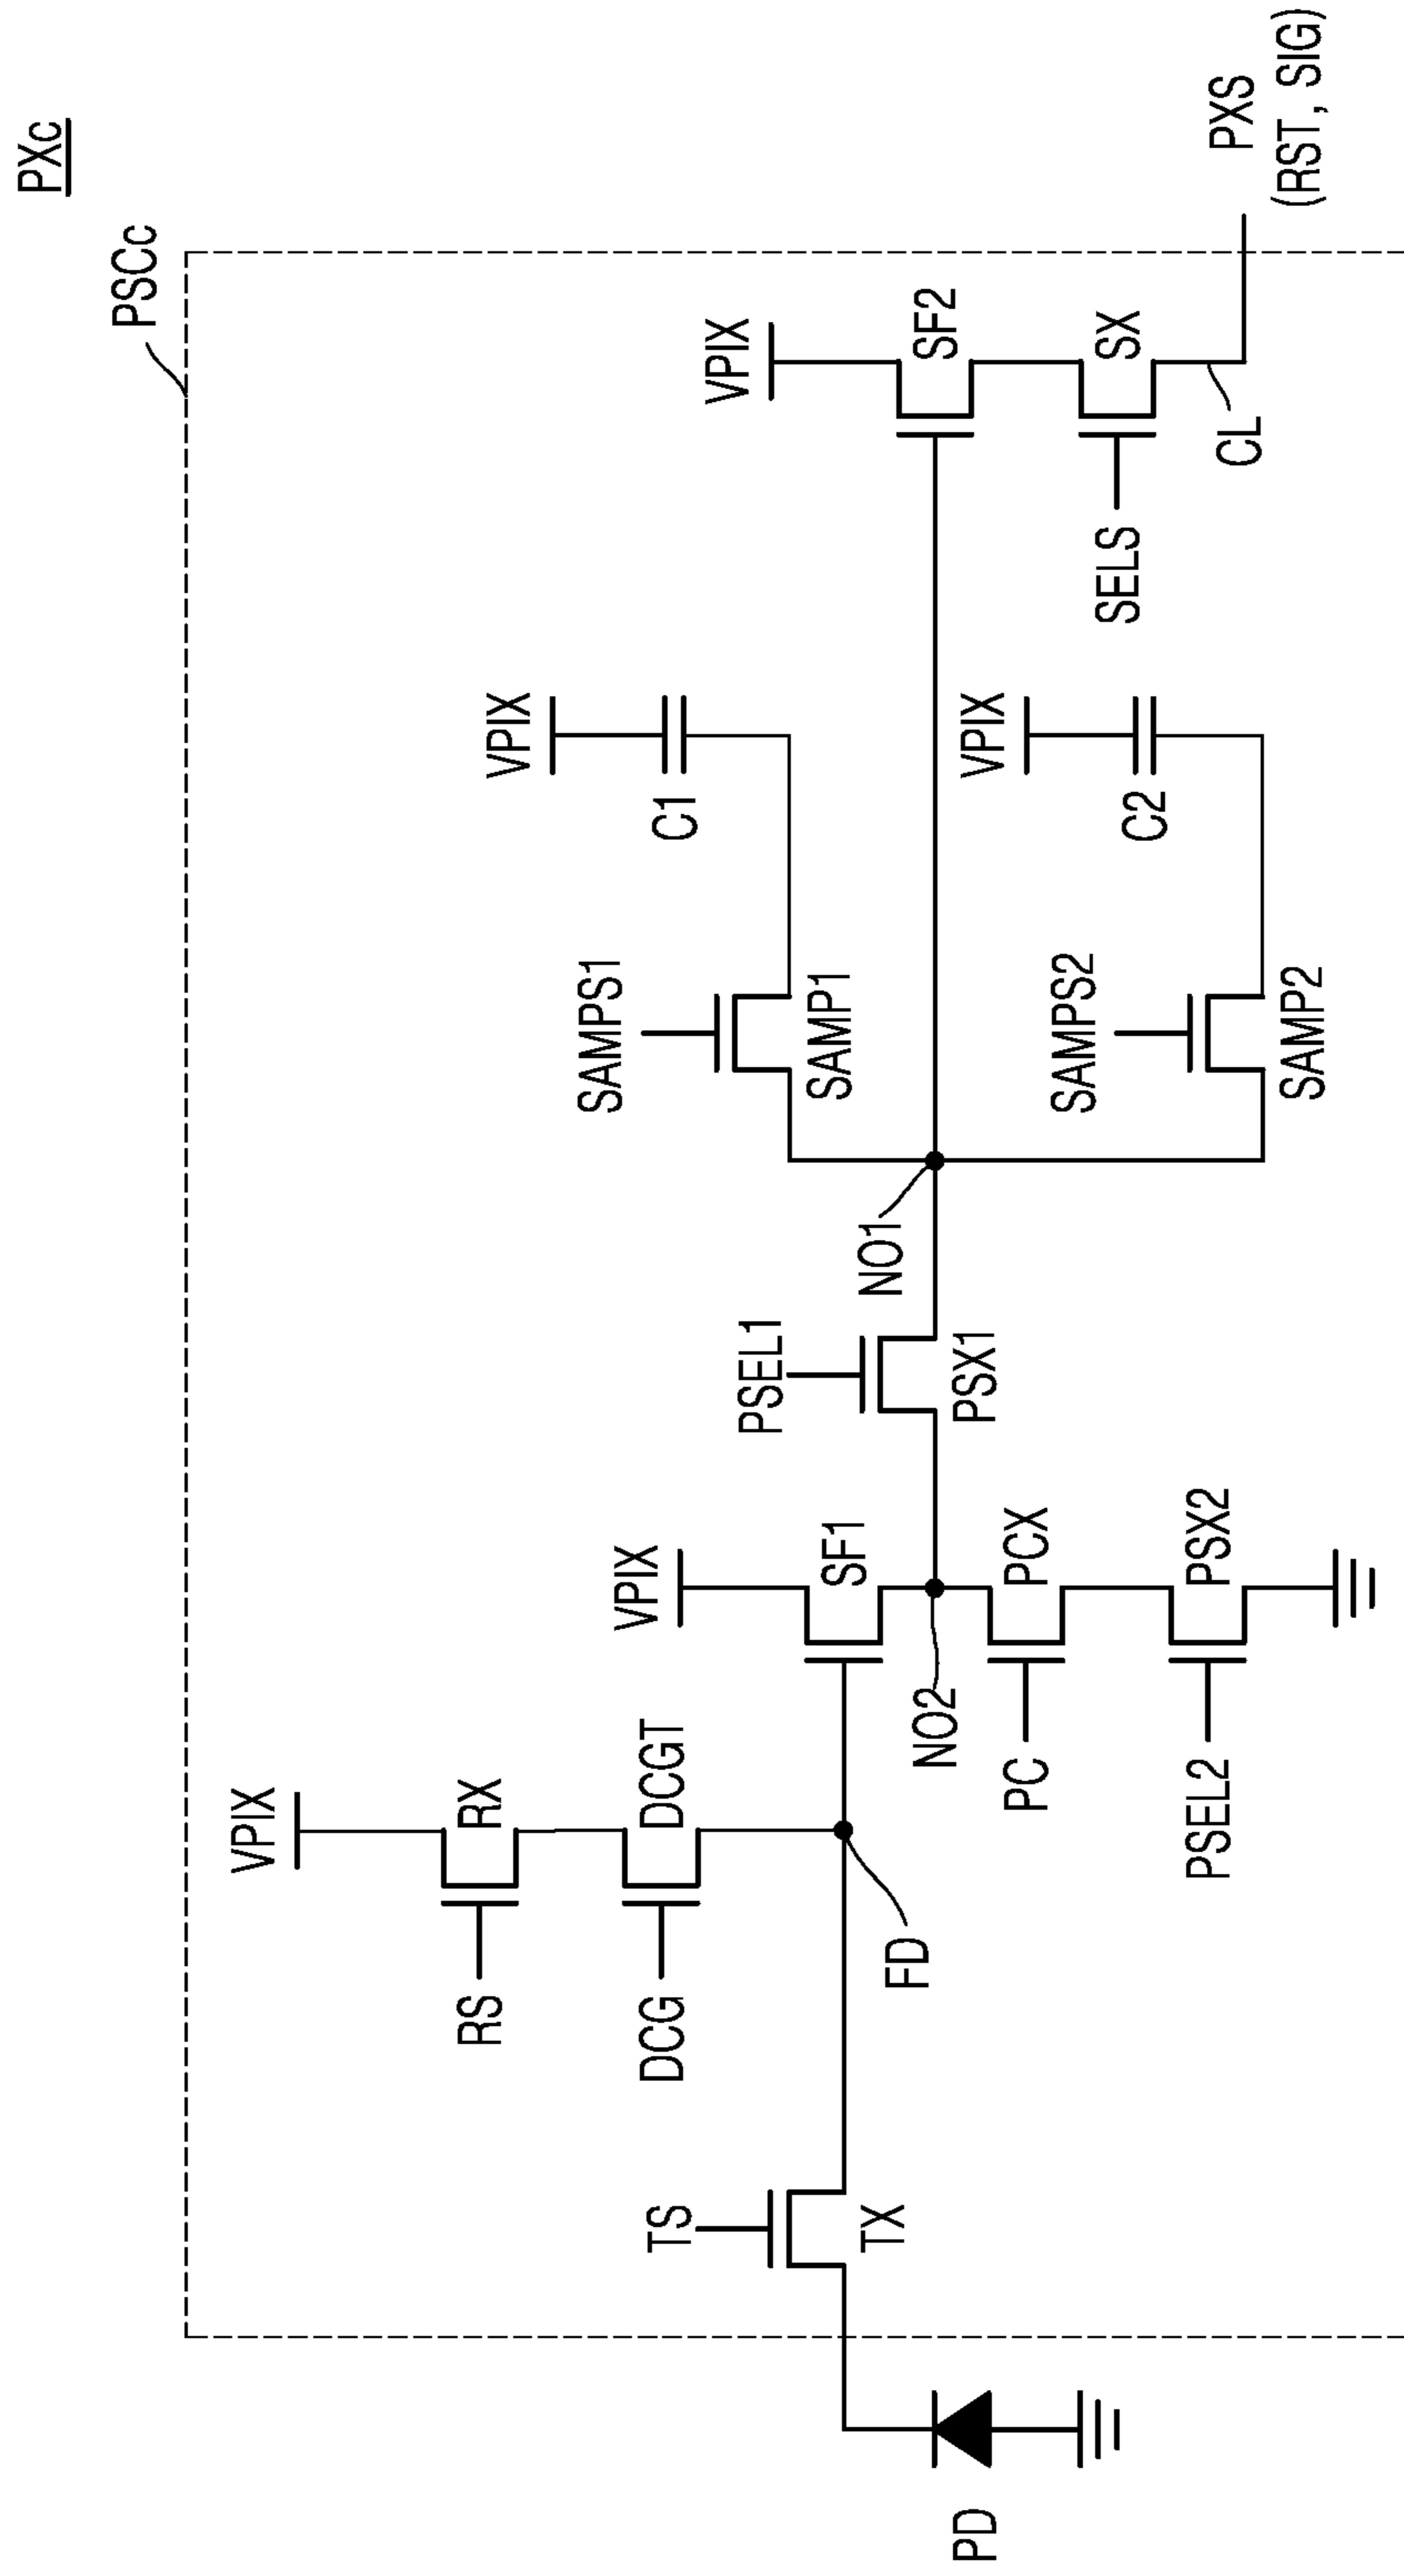 PXc
PSCc
VPIX
RS
RX
DCG
DCGT
TS
TX
PD
FD
VPIX
SF1
NO2
PC
PCX
PSEL2
PSX2
PSEL1
PSX1
NO1
SAMPS1
SAMP1
VPIX
C1
SAMPS2
SAMP2
VPIX
C2
VPIX
SF2
SELS
SX
CL
PXS
(RST, SIG)